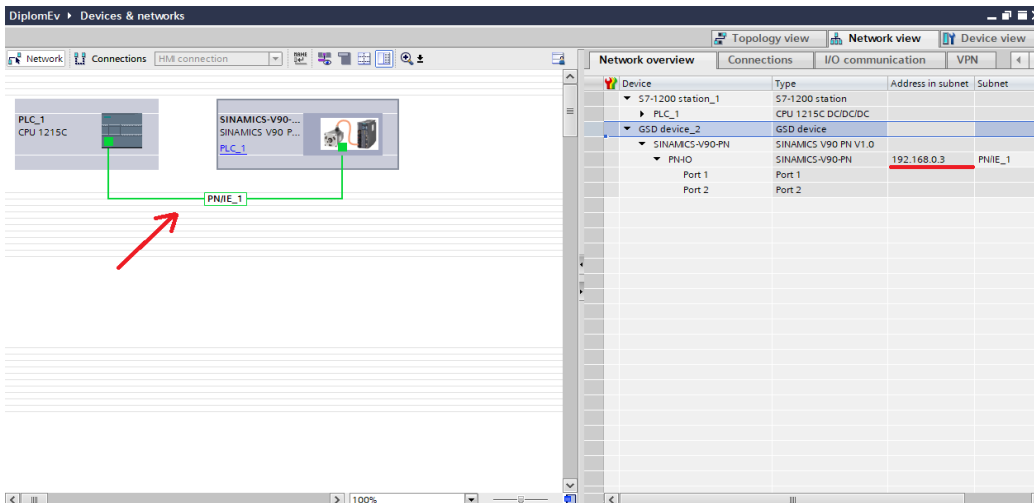 DiplomEv ▸ Devices & networks
Topology view Network view Device view
Network Connections HMI connection
Network overview Connections I/O communication VPN
Device Type Address in subnet Subnet
S7-1200 station_1 S7-1200 station
PLC_1 CPU 1215C DC/DC/DC
GSD device_2 GSD device
SINAMICS-V90-PN SINAMICS V90 PN V1.0
PN-IO SINAMICS-V90-PN 192.168.0.3 PN/IE_1
Port 1 Port 1
Port 2 Port 2
PLC_1
CPU 1215C
SINAMICS-V90-...
SINAMICS V90 P...
PLC_1
PN/IE_1
100%